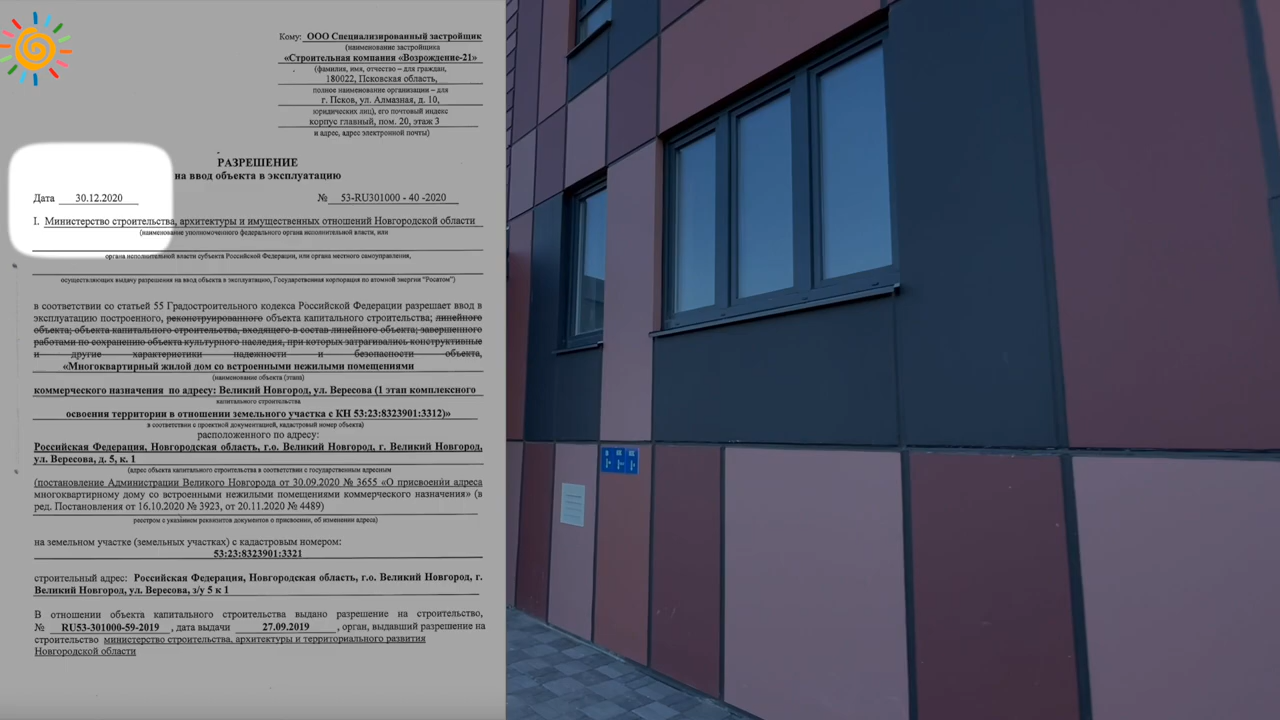 Кому: ООО Специализированный застройщик
(наименование застройщика
«Строительная компания «Возрождение-21»
(фамилия, имя, отчество – для граждан,
180022, Псковская область,
полное наименование организации – для
г. Псков, ул. Алмазная, д. 10,
юридических лиц), его почтовый индекс
корпус главный, пом. 20, этаж 3
и адрес, адрес электронной почты)
РАЗРЕШЕНИЕ
на ввод объекта в эксплуатацию
Дата 30.12.2020 № 53-RU301000 - 40 -2020
I. Министерство строительства, архитектуры и имущественных отношений Новгородской области
(наименование уполномоченного федерального органа исполнительной власти, или
органа исполнительной власти субъекта Российской Федерации, или органа местного самоуправления,
осуществляющих выдачу разрешения на ввод объекта в эксплуатацию, Государственная корпорация по атомной энергии "Росатом")
в соответствии со статьей 55 Градостроительного кодекса Российской Федерации разрешает ввод в
эксплуатацию построенного, реконструированного объекта капитального строительства; линейного
объекта; объекта капитального строительства, входящего в состав линейного объекта; завершенного
работами по сохранению объекта культурного наследия, при которых затрагивались конструктивные
и другие характеристики надежности и безопасности объекта,
«Многоквартирный жилой дом со встроенными нежилыми помещениями
(наименование объекта (этапа)
коммерческого назначения по адресу: Великий Новгород, ул. Вересова (1 этап комплексного
капитального строительства
освоения территории в отношении земельного участка с КН 53:23:8323901:3312)»
в соответствии с проектной документацией, кадастровый номер объекта)
расположенного по адресу:
Российская Федерация, Новгородская область, г.о. Великий Новгород, г. Великий Новгород,
ул. Вересова, д. 5, к. 1
(адрес объекта капитального строительства в соответствии с государственным адресным
(постановление Администрации Великого Новгорода от 30.09.2020 № 3655 «О присвоении адреса
многоквартирному дому со встроенными нежилыми помещениями коммерческого назначения» (в
ред. Постановления от 16.10.2020 № 3923, от 20.11.2020 № 4489)
реестром с указанием реквизитов документов о присвоении, об изменении адреса)
на земельном участке (земельных участках) с кадастровым номером:
53:23:8323901:3321
строительный адрес: Российская Федерация, Новгородская область, г.о. Великий Новгород, г.
Великий Новгород, ул. Вересова, з/у 5 к 1
В отношении объекта капитального строительства выдано разрешение на строительство,
№ RU53-301000-59-2019 , дата выдачи 27.09.2019 , орган, выдавший разрешение на
строительство министерство строительства, архитектуры и территориального развития
Новгородской области